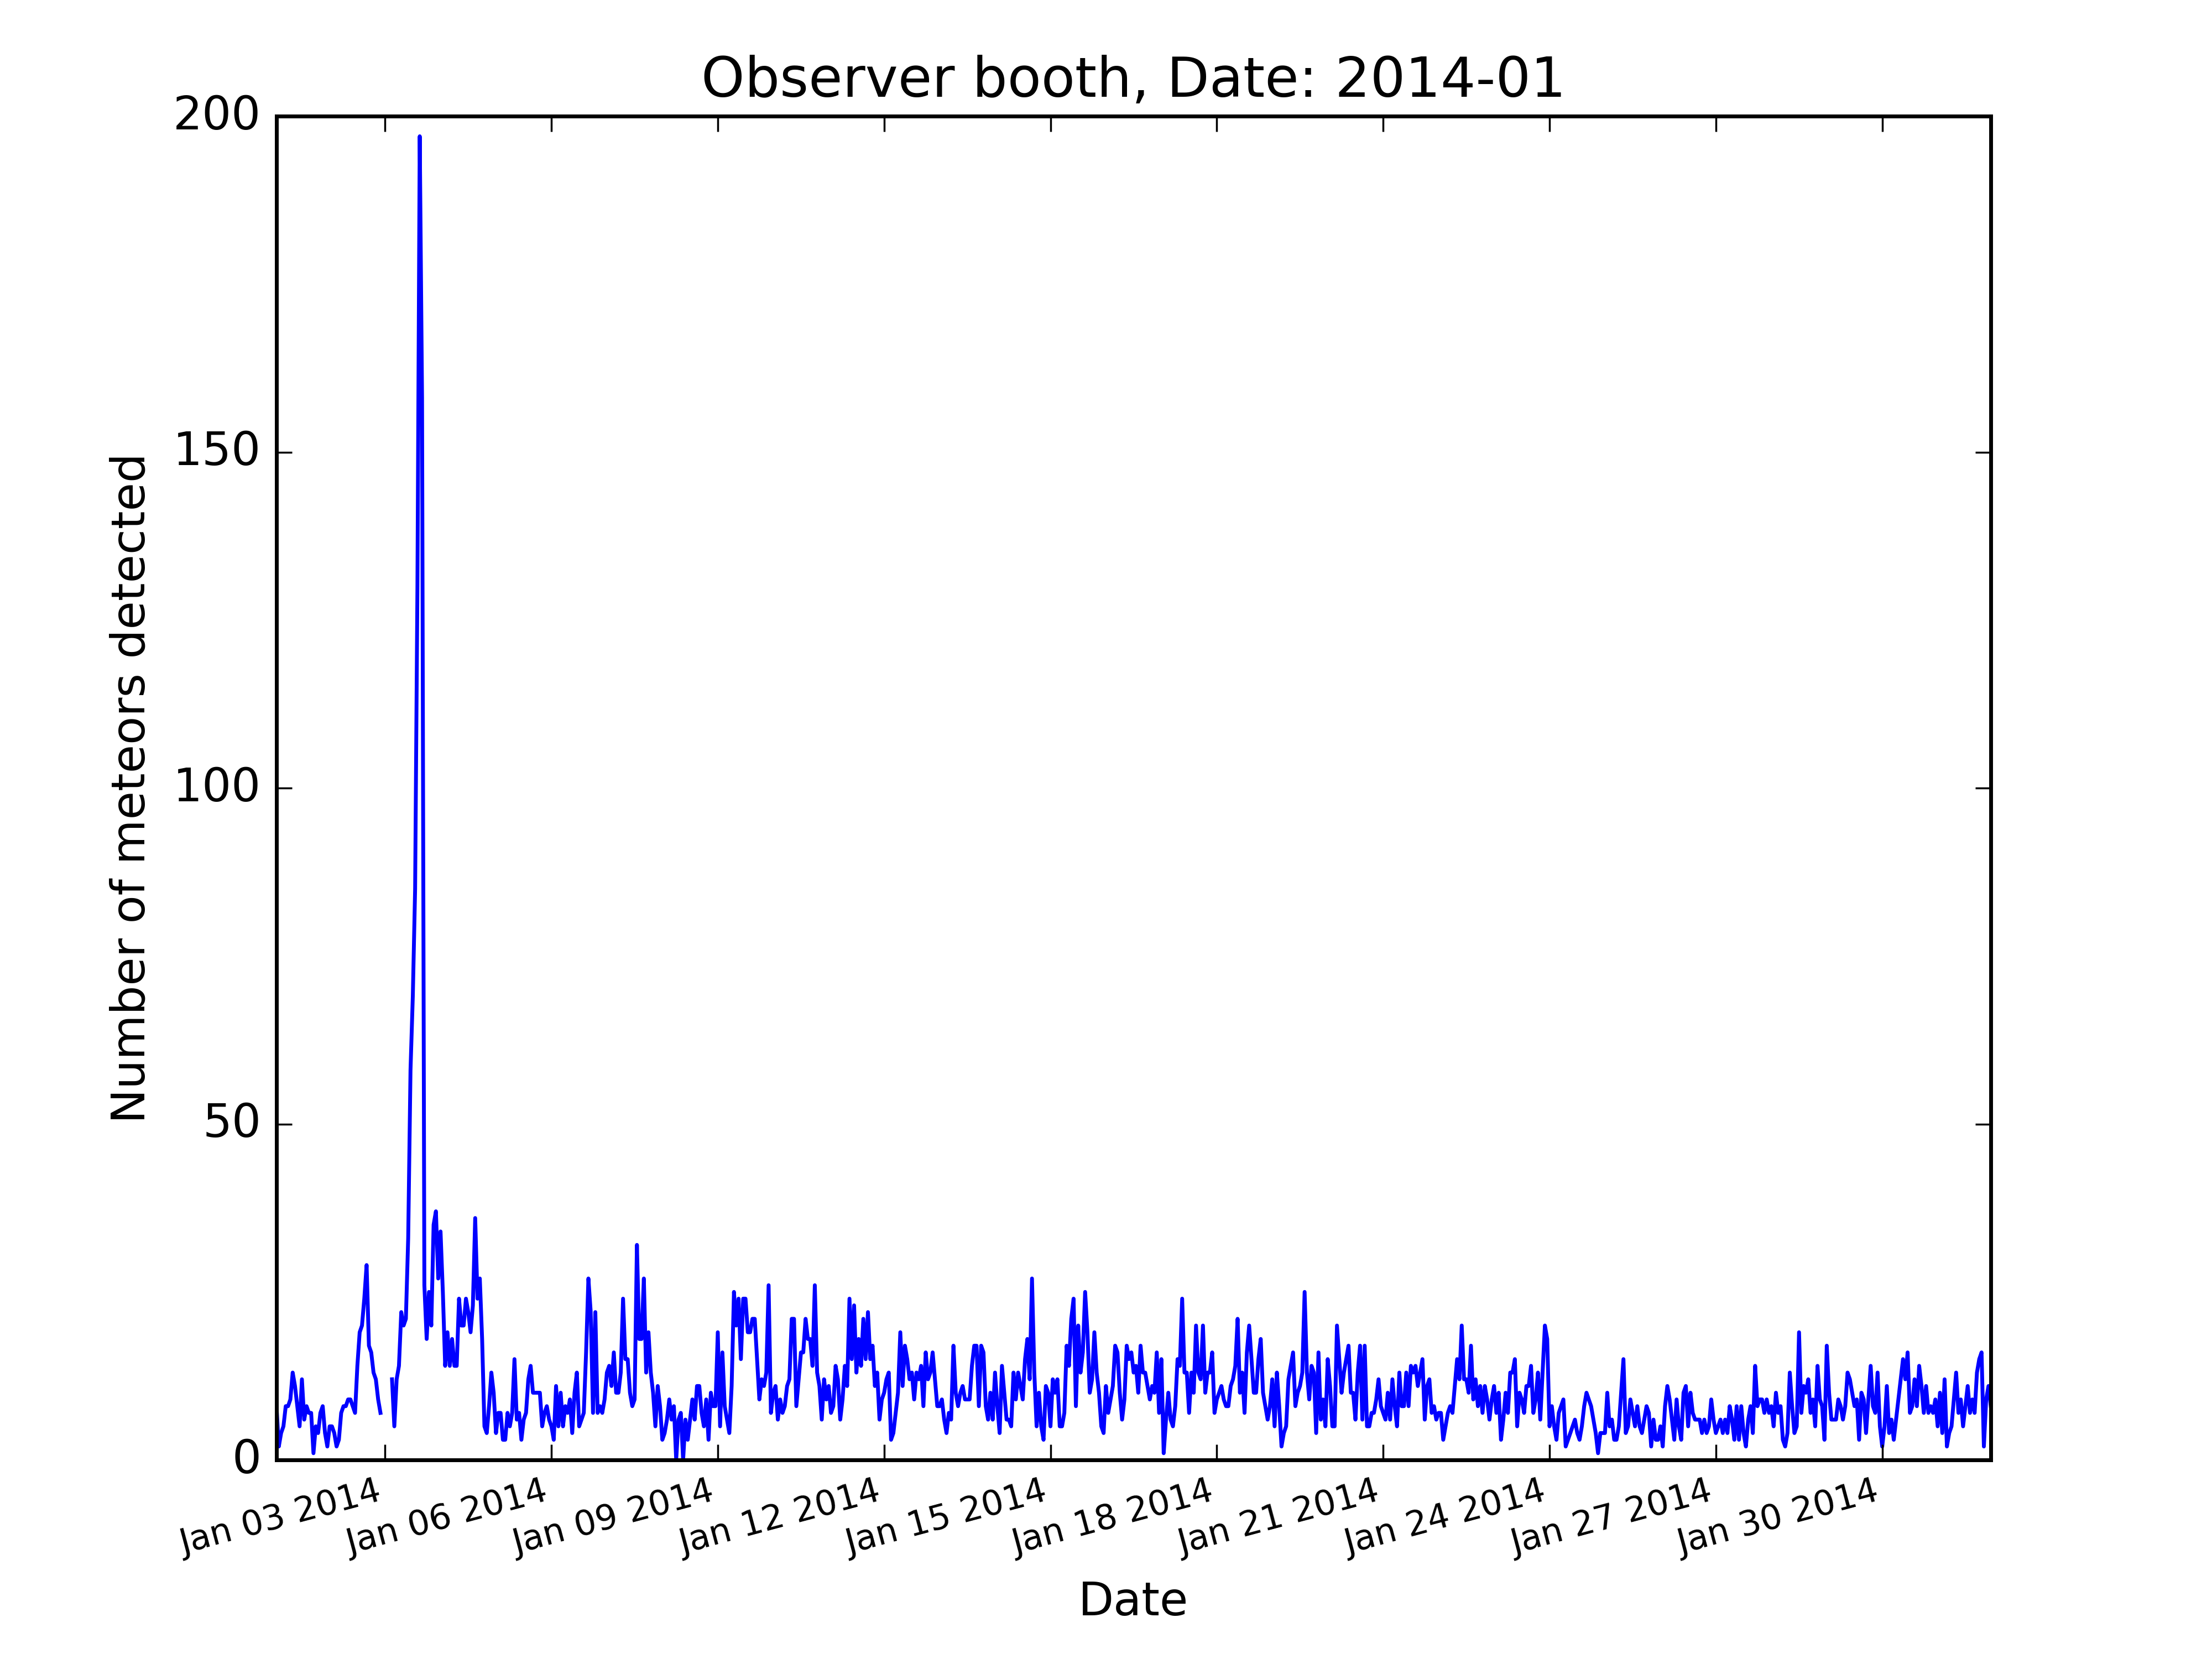 Observer booth, Date: 2014-01
200
150
100
50
0
Number of meteors detected
Jan 03 2014
Jan 06 2014
Jan 09 2014
Jan 12 2014
Jan 15 2014
Jan 18 2014
Jan 21 2014
Jan 24 2014
Jan 27 2014
Jan 30 2014
Date